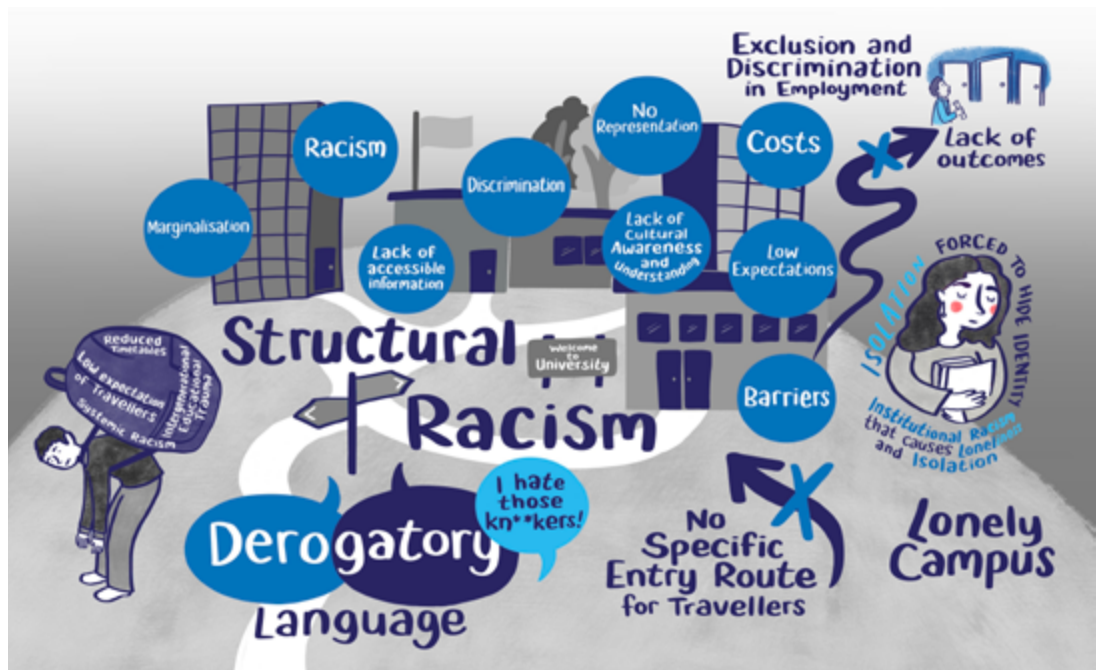 Exclusion and
Discrimination
in Employment
Lack of
outcomes
No
Representation
Costs
Racism
Discrimination
Marginalisation
Lack of
Cultural
Awareness
and
Understanding
Low
Expectations
Lack of
accessible
information
ISOLATION
FORCED TO HIDE IDENTITY
Institutional Racism
that causes Loneliness
and Isolation
Structural
Racism
Welcome
to
University
Barriers
Reduced
Timetables
Low expectation
of Travellers
Intergenerational
Educational
Trauma
Systemic Racism
I hate
those
kn**kers!
Derogatory
Language
No
Specific
Entry Route
for Travellers
Lonely
Campus